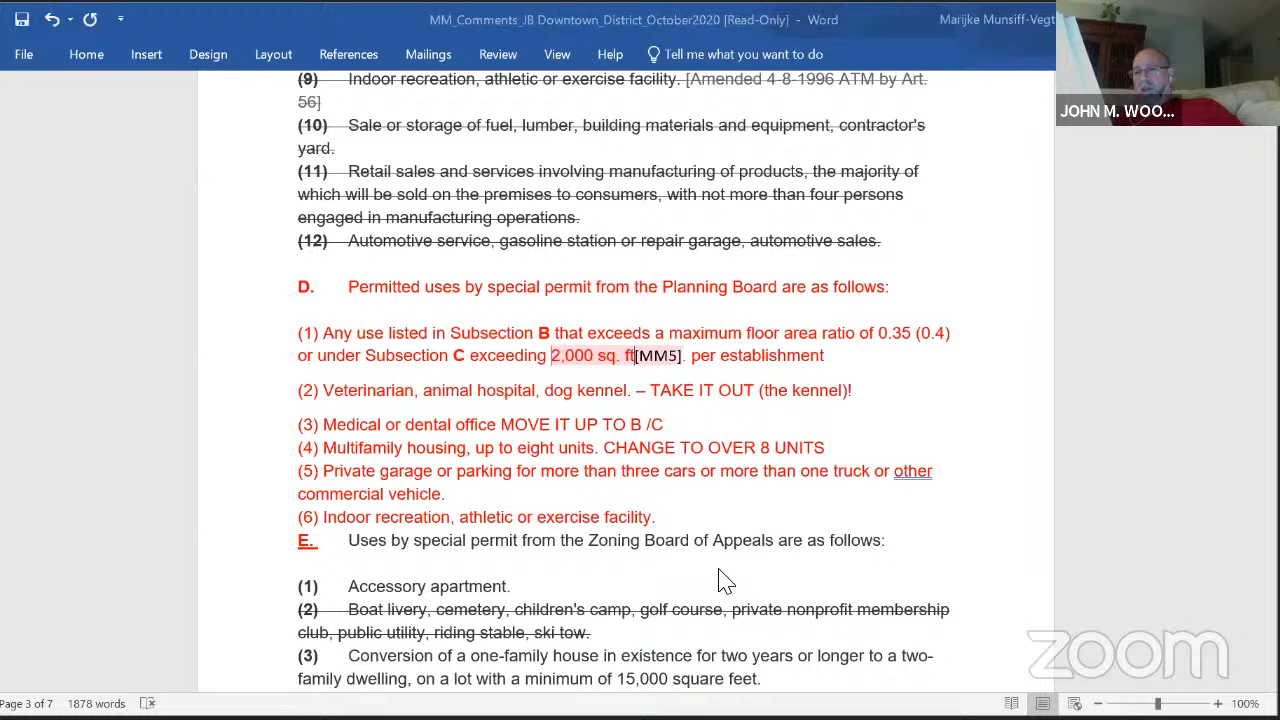 MM_Comments_JB Downtown_District_October2020 [Read-Only] - Word
Marijke Munsiff-Vegt
File Home Insert Design Layout References Mailings Review View Help Tell me what you want to do
JOHN M. WOO...
(9) Indoor recreation, athletic or exercise facility. [Amended 4-8-1996 ATM by Art.
56]
(10) Sale or storage of fuel, lumber, building materials and equipment, contractor's
yard.
(11) Retail sales and services involving manufacturing of products, the majority of
which will be sold on the premises to consumers, with not more than four persons
engaged in manufacturing operations.
(12) Automotive service, gasoline station or repair garage, automotive sales.
D. Permitted uses by special permit from the Planning Board are as follows:
(1) Any use listed in Subsection B that exceeds a maximum floor area ratio of 0.35 (0.4)
or under Subsection C exceeding 2,000 sq. ft[MM5]. per establishment
(2) Veterinarian, animal hospital, dog kennel. – TAKE IT OUT (the kennel)!
(3) Medical or dental office MOVE IT UP TO B /C
(4) Multifamily housing, up to eight units. CHANGE TO OVER 8 UNITS
(5) Private garage or parking for more than three cars or more than one truck or other
commercial vehicle.
(6) Indoor recreation, athletic or exercise facility.
E. Uses by special permit from the Zoning Board of Appeals are as follows:
(1) Accessory apartment.
(2) Boat livery, cemetery, children's camp, golf course, private nonprofit membership
club, public utility, riding stable, ski tow.
(3) Conversion of a one-family house in existence for two years or longer to a two-
family dwelling, on a lot with a minimum of 15,000 square feet.
zoom
Page 3 of 7 1878 words 100%